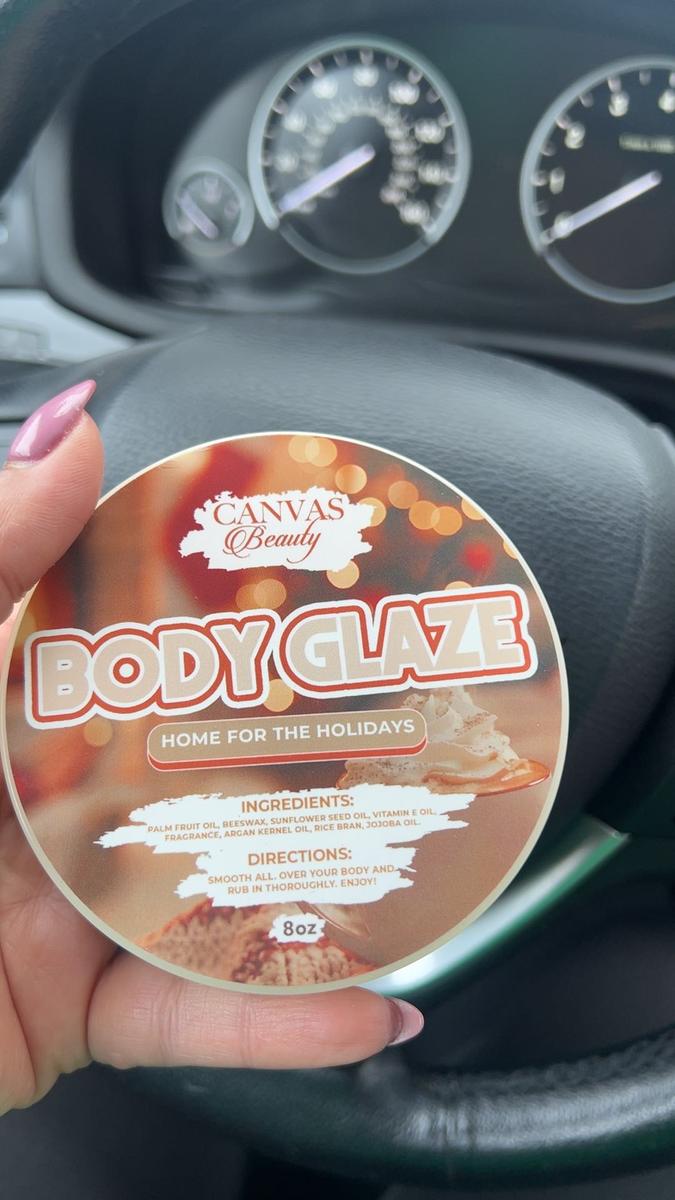 CANVAS
Beauty
BODY GLAZE
HOME FOR THE HOLIDAYS
INGREDIENTS:
PALM FRUIT OIL, BEESWAX, SUNFLOWER SEED OIL, VITAMIN E OIL,
FRAGRANCE, ARGAN KERNEL OIL, RICE BRAN, JOJOBA OIL.
DIRECTIONS:
SMOOTH ALL. OVER YOUR BODY AND
RUB IN THOROUGHLY. ENJOY!
8oz